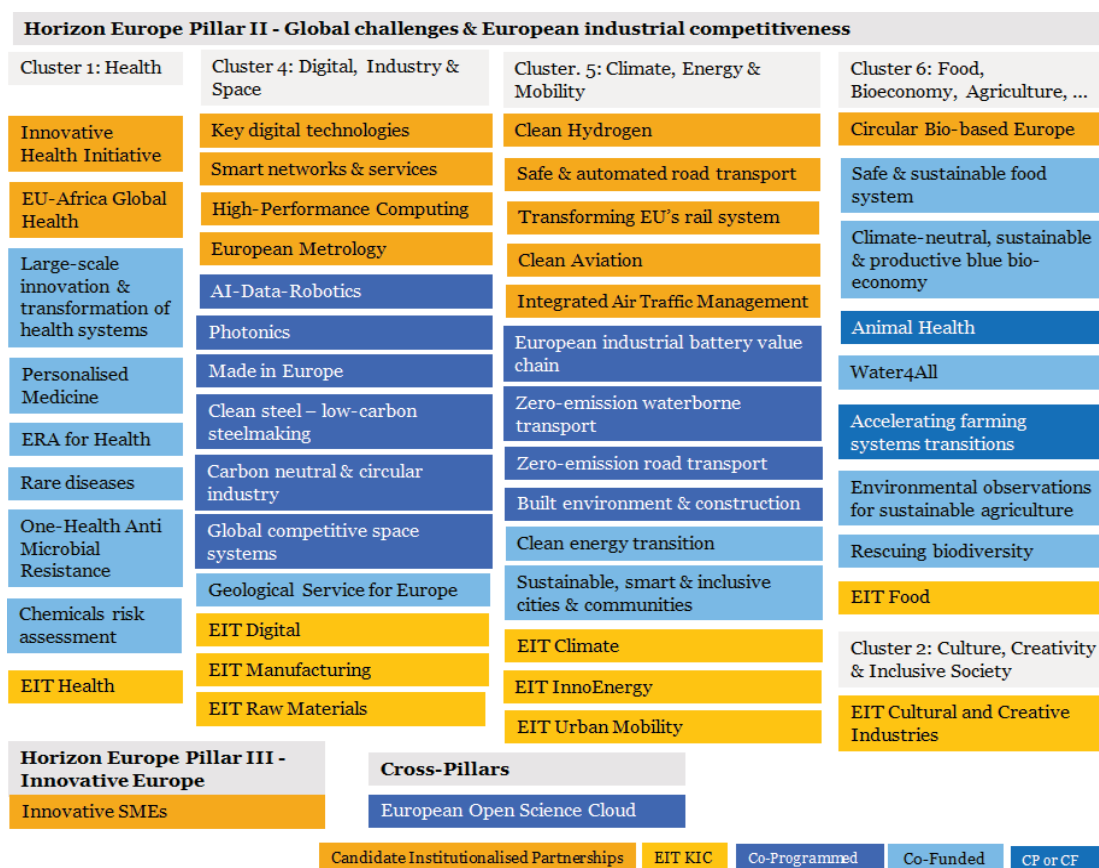 Horizon Europe Pillar II - Global challenges & European industrial competitiveness
Cluster 1: Health
Innovative
Health Initiative
EU-Africa Global
Health
Large-scale
innovation &
transformation of
health systems
Personalised
Medicine
ERA for Health
Rare diseases
One-Health Anti
Microbial
Resistance
Chemicals risk
assessment
EIT Health
Cluster 4: Digital, Industry &
Space
Key digital technologies
Smart networks & services
High-Performance Computing
European Metrology
AI-Data-Robotics
Photonics
Made in Europe
Clean steel – low-carbon
steelmaking
Carbon neutral & circular
industry
Global competitive space
systems
Geological Service for Europe
EIT Digital
EIT Manufacturing
EIT Raw Materials
Cluster. 5: Climate, Energy &
Mobility
Clean Hydrogen
Safe & automated road transport
Transforming EU's rail system
Clean Aviation
Integrated Air Traffic Management
European industrial battery value
chain
Zero-emission waterborne
transport
Zero-emission road transport
Built environment & construction
Clean energy transition
Sustainable, smart & inclusive
cities & communities
EIT Climate
EIT InnoEnergy
EIT Urban Mobility
Cluster 6: Food,
Bioeconomy, Agriculture, ...
Circular Bio-based Europe
Safe & sustainable food
system
Climate-neutral, sustainable
& productive blue bio-
economy
Animal Health
Water4All
Accelerating farming
systems transitions
Environmental observations
for sustainable agriculture
Rescuing biodiversity
EIT Food
Cluster 2: Culture, Creativity
& Inclusive Society
EIT Cultural and Creative
Industries
Horizon Europe Pillar III -
Innovative Europe
Innovative SMEs
Cross-Pillars
European Open Science Cloud
Candidate Institutionalised Partnerships
EIT KIC
Co-Programmed
Co-Funded
CP or CF